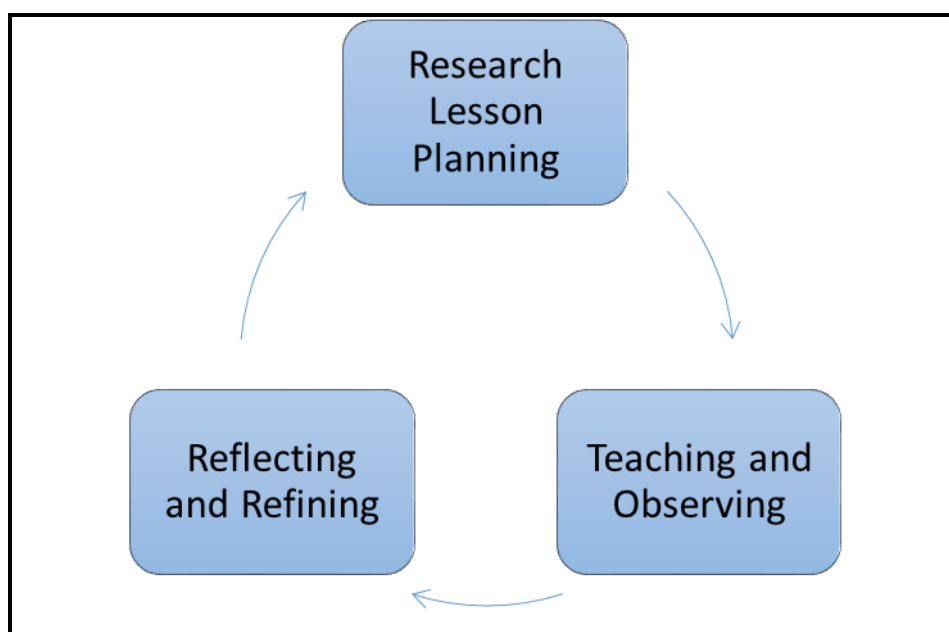 Research
Lesson
Planning
Teaching and
Observing
Reflecting
and Refining